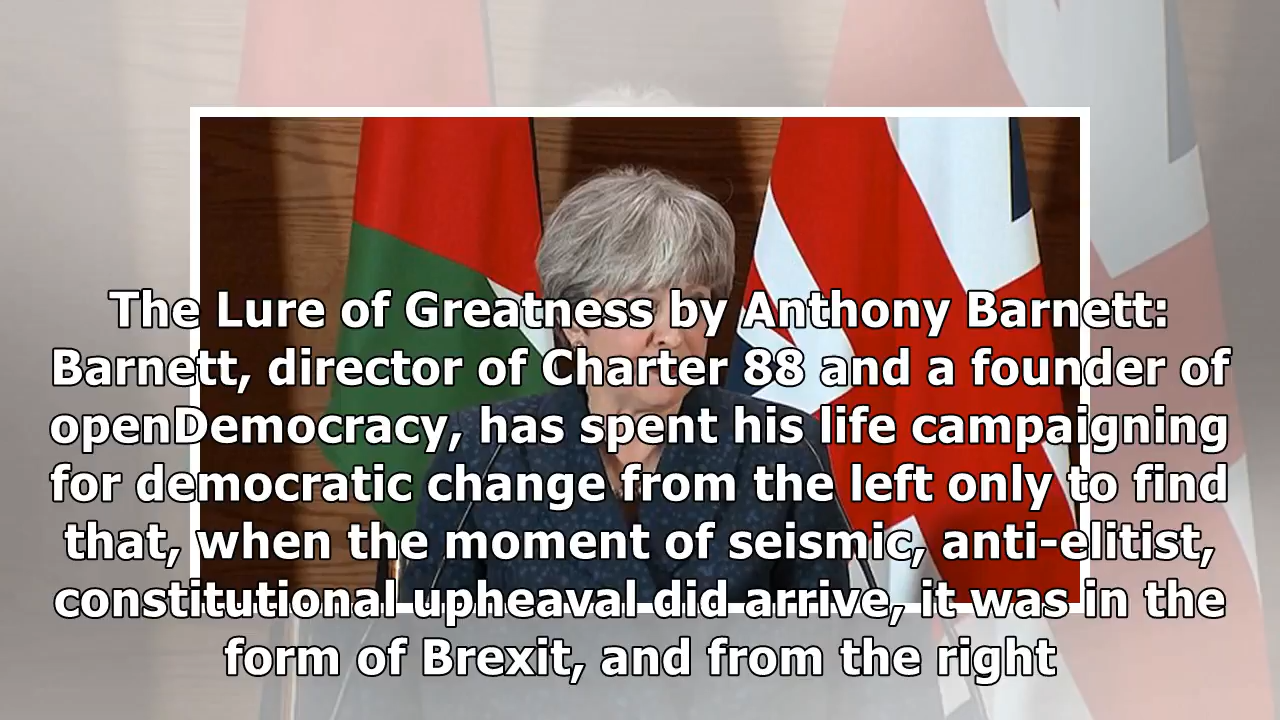 The Lure of Greatness by Anthony Barnett:
Barnett, director of Charter 88 and a founder of
openDemocracy, has spent his life campaigning
for democratic change from the left only to find
that, when the moment of seismic, anti-elitist,
constitutional upheaval did arrive, it was in the
form of Brexit, and from the right